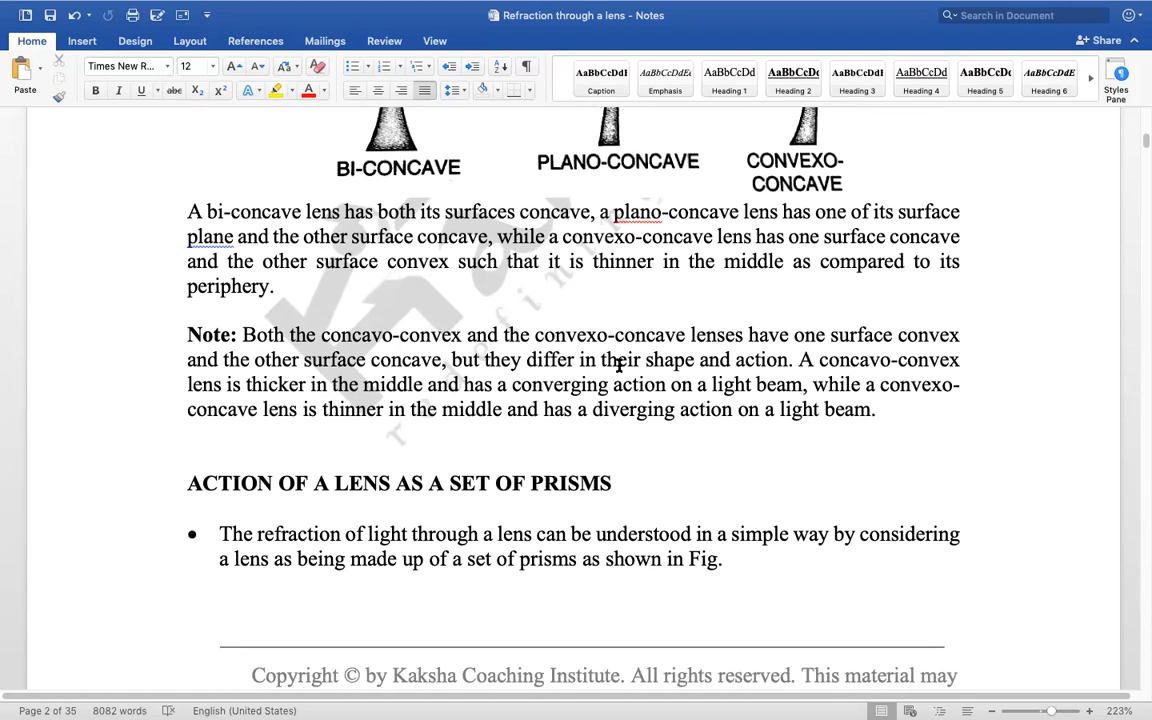 Refraction through a lens - Notes
Search in Document
Home Insert Design Layout References Mailings Review View
Share
Paste
Times New R... 12
AaBbCcDdI AaBbCcDdEe AaBbCcDd AaBbCcDc AaBbCcDdI AaBbCcDd AaBbCcDd( AaBbCcDdE
Caption Emphasis Heading 1 Heading 2 Heading 3 Heading 4 Heading 5 Heading 6
Styles
Pane
BI-CONCAVE
PLANO-CONCAVE
CONVEXO-
CONCAVE
A bi-concave lens has both its surfaces concave, a plano-concave lens has one of its surface
plane and the other surface concave, while a convexo-concave lens has one surface concave
and the other surface convex such that it is thinner in the middle as compared to its
periphery.
Note: Both the concavo-convex and the convexo-concave lenses have one surface convex
and the other surface concave, but they differ in their shape and action. A concavo-convex
lens is thicker in the middle and has a converging action on a light beam, while a convexo-
concave lens is thinner in the middle and has a diverging action on a light beam.
ACTION OF A LENS AS A SET OF PRISMS
• The refraction of light through a lens can be understood in a simple way by considering
a lens as being made up of a set of prisms as shown in Fig.
Copyright © by Kaksha Coaching Institute. All rights reserved. This material may
Page 2 of 35 8082 words English (United States) 223%